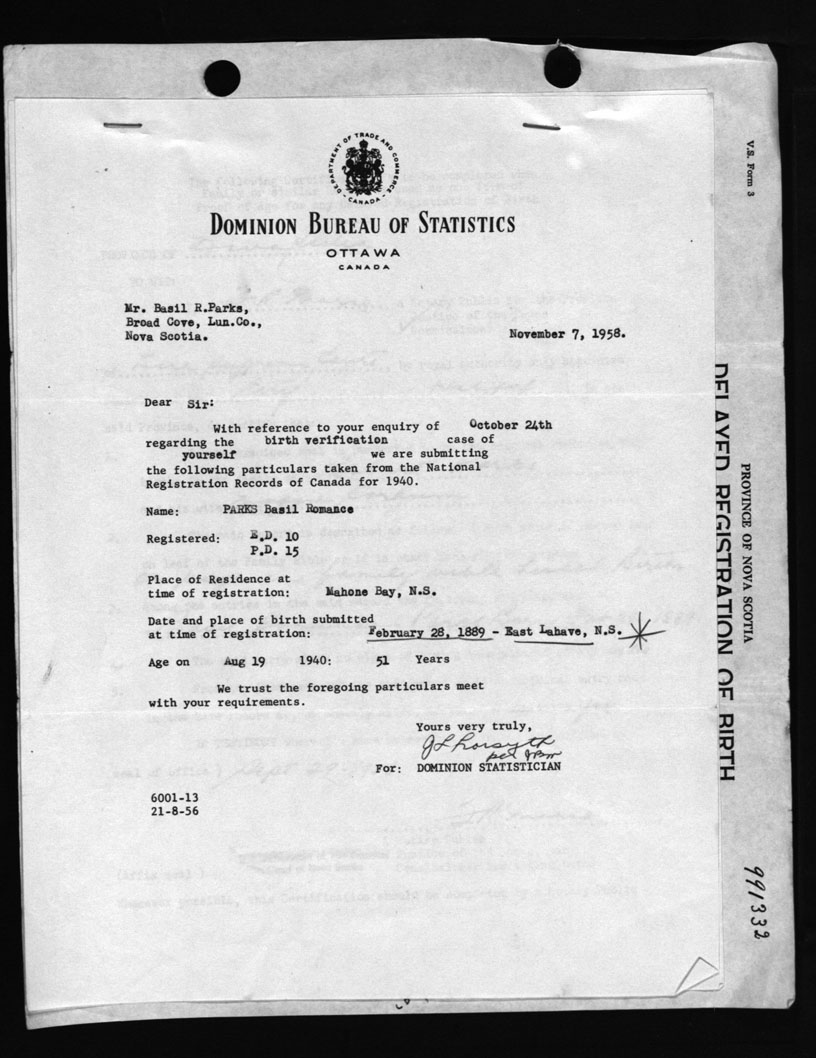 DEPARTMENT OF TRADE AND COMMERCE
CANADA
DOMINION BUREAU OF STATISTICS
OTTAWA
CANADA
Mr. Basil R.Parks,
Broad Cove, Lun.Co.,
Nova Scotia.
November 7, 1958.
Dear Sir:
With reference to your enquiry of October 24th
regarding the birth verification case of
yourself we are submitting
the following particulars taken from the National
Registration Records of Canada for 1940.
Name: PARKS Basil Romance
Registered: E.D. 10
P.D. 15
Place of Residence at
time of registration: Mahone Bay, N.S.
Date and place of birth submitted
at time of registration: February 28, 1889 - East Lahave, N.S.
Age on Aug 19 1940: 51 Years
We trust the foregoing particulars meet
with your requirements.
Yours very truly,
For: DOMINION STATISTICIAN
6001-13
21-8-56
V.S. Form 3
PROVINCE OF NOVA SCOTIA
DELAYED REGISTRATION OF BIRTH
991332